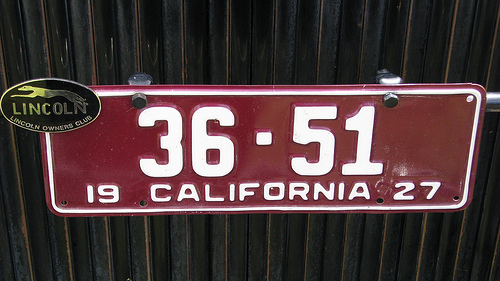 LINCOLN
LINCOLN OWNERS CLUB
36·51
19 CALIFORNIA 27